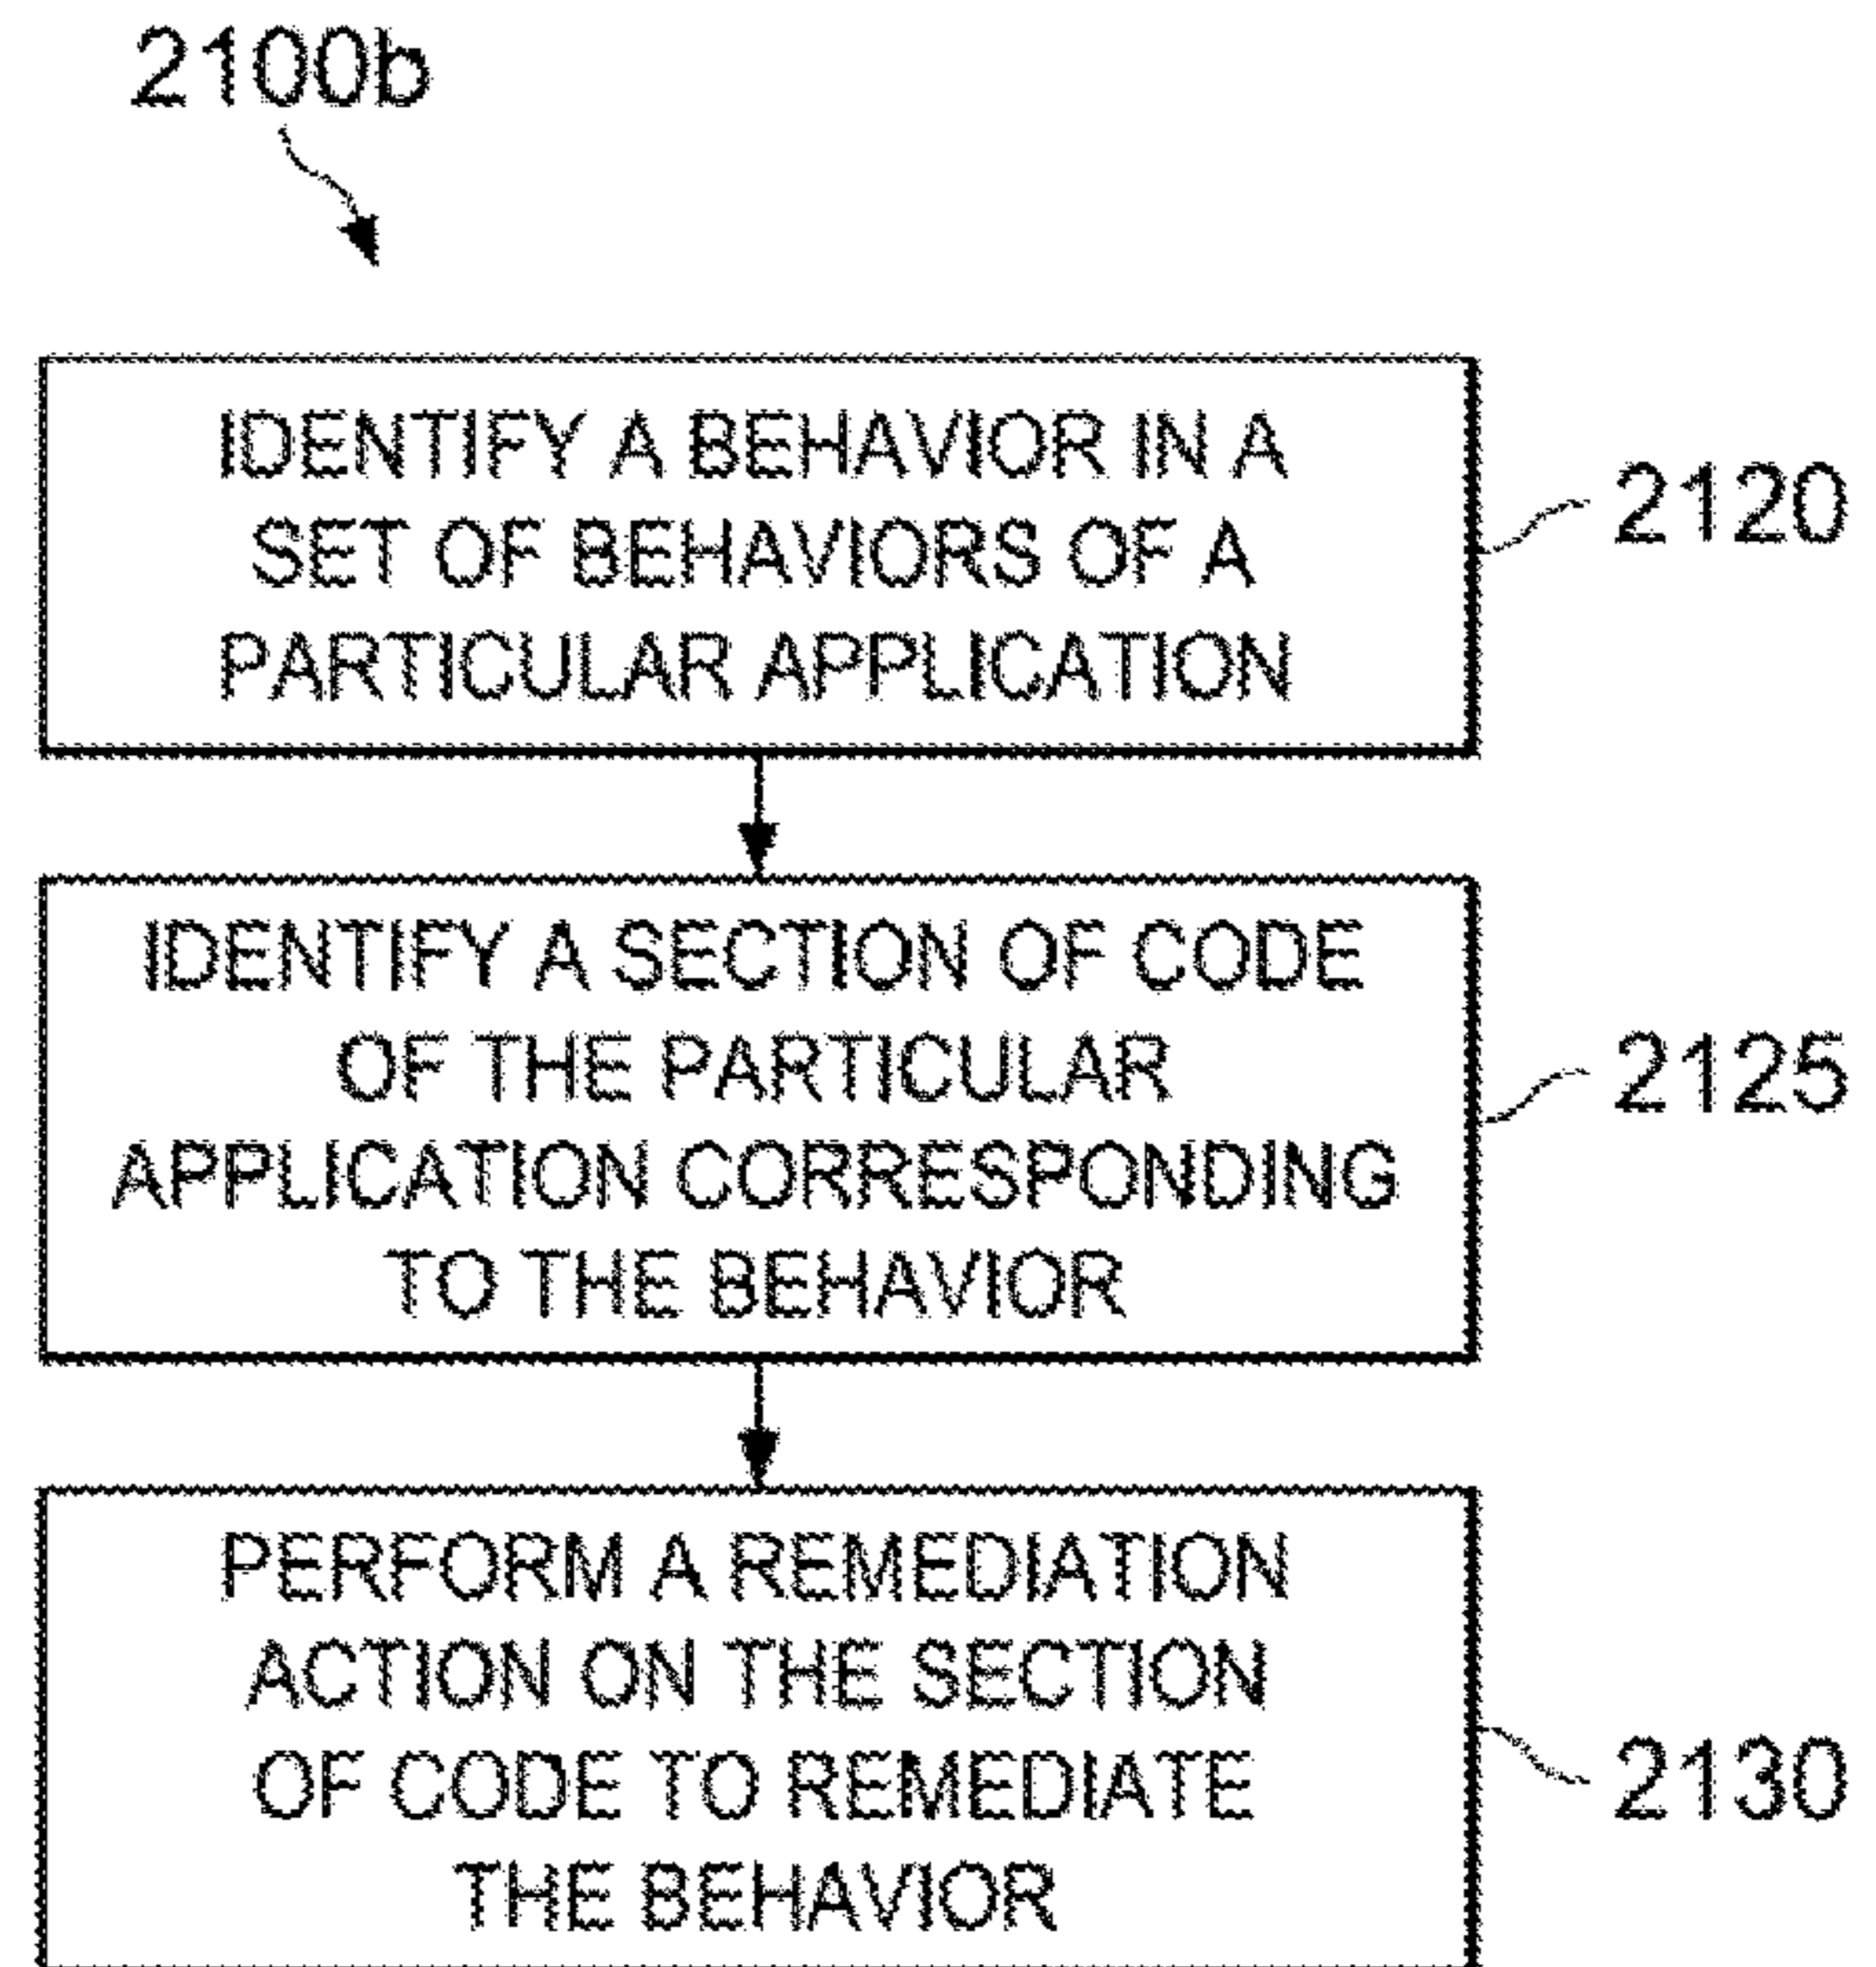 2100b
IDENTIFY A BEHAVIOR IN A
SET OF BEHAVIORS OF A
PARTICULAR APPLICATION
2120
IDENTIFY A SECTION OF CODE
OF THE PARTICULAR
APPLICATION CORRESPONDING
TO THE BEHAVIOR
2125
PERFORM A REMEDIATION
ACTION ON THE SECTION
OF CODE TO REMEDIATE
THE BEHAVIOR
2130